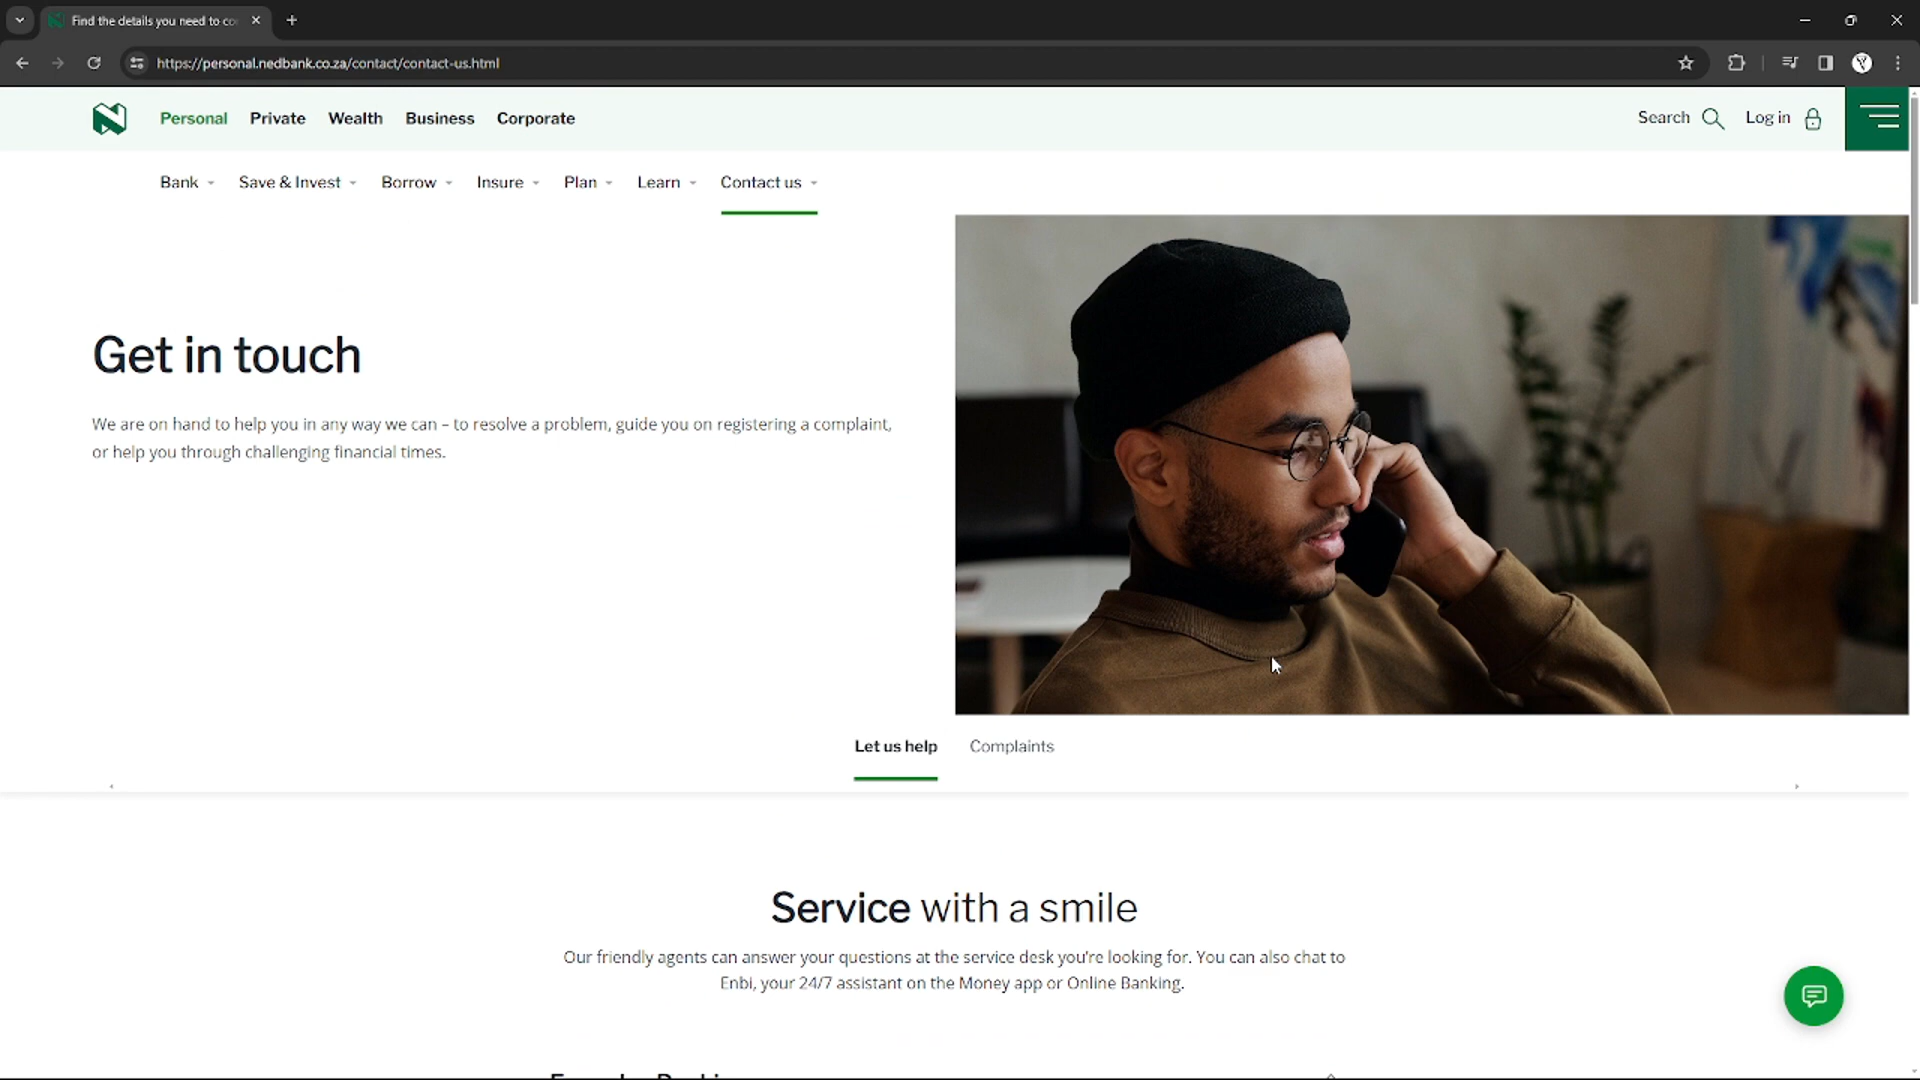 Find the details you need to co
https://personal.nedbank.co.za/contact/contact-us.html
Personal Private Wealth Business Corporate
Search Log in
Bank Save & Invest Borrow Insure Plan Learn Contact us
Get in touch
We are on hand to help you in any way we can – to resolve a problem, guide you on registering a complaint,
or help you through challenging financial times.
Let us help Complaints
Service with a smile
Our friendly agents can answer your questions at the service desk you're looking for. You can also chat to
Enbi, your 24/7 assistant on the Money app or Online Banking.